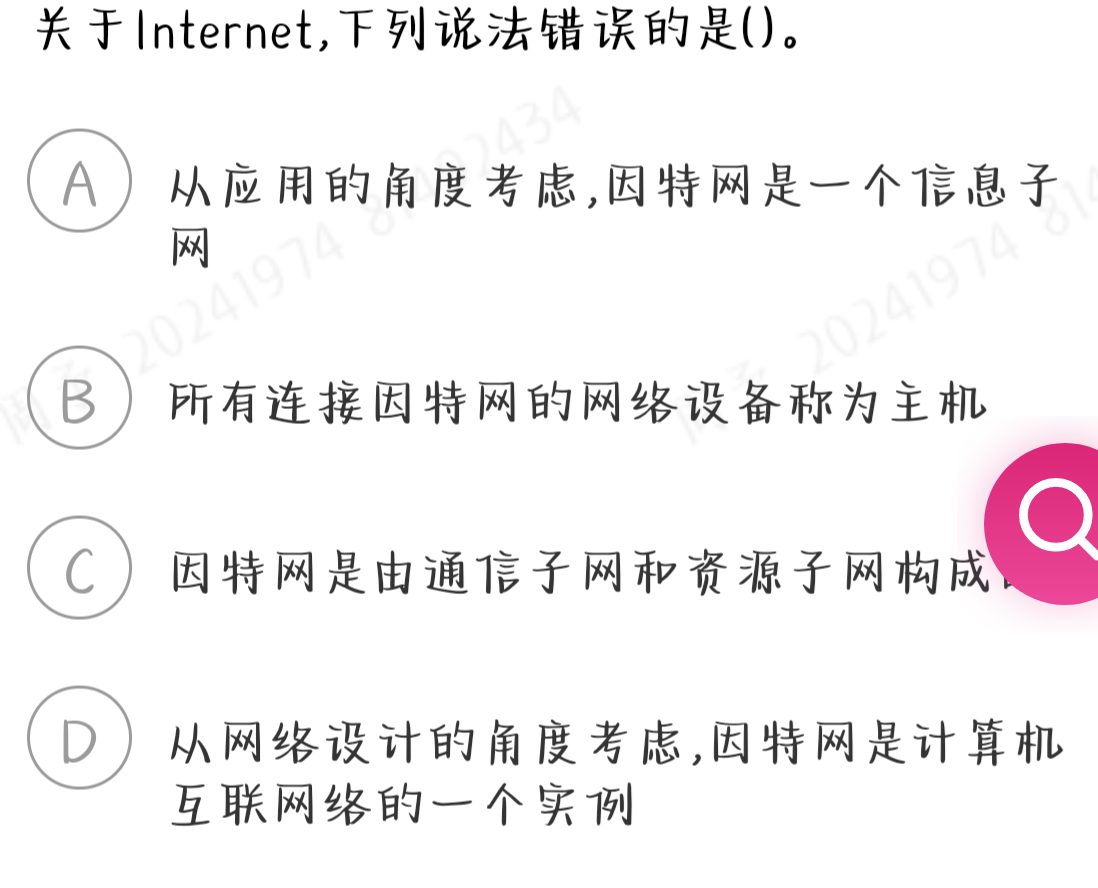 关于Internet,下列说法错误的是()。
A 从应用的角度考虑,因特网是一个信息子
网
B 所有连接因特网的网络设备称为主机
C 因特网是由通信子网和资源子网构成
D 从网络设计的角度考虑,因特网是计算机
互联网络的一个实例
20241974
20241974